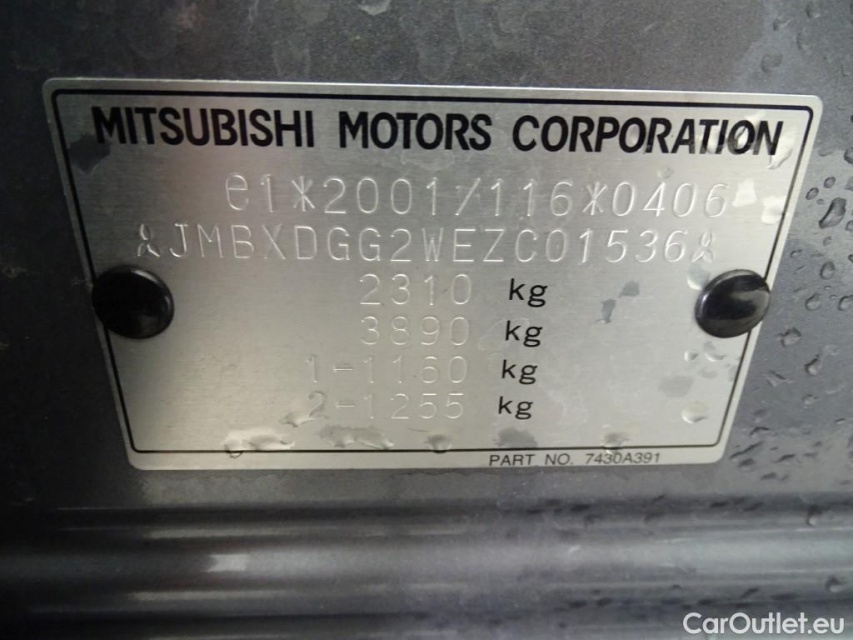 MITSUBISHI MOTORS CORPORATION
e1*2001/116*0406
JMBXDGG2WEZC01536
2310 kg
3890 kg
1-1160 kg
2-1255 kg
PART NO. 7430A391
CarOutlet.eu